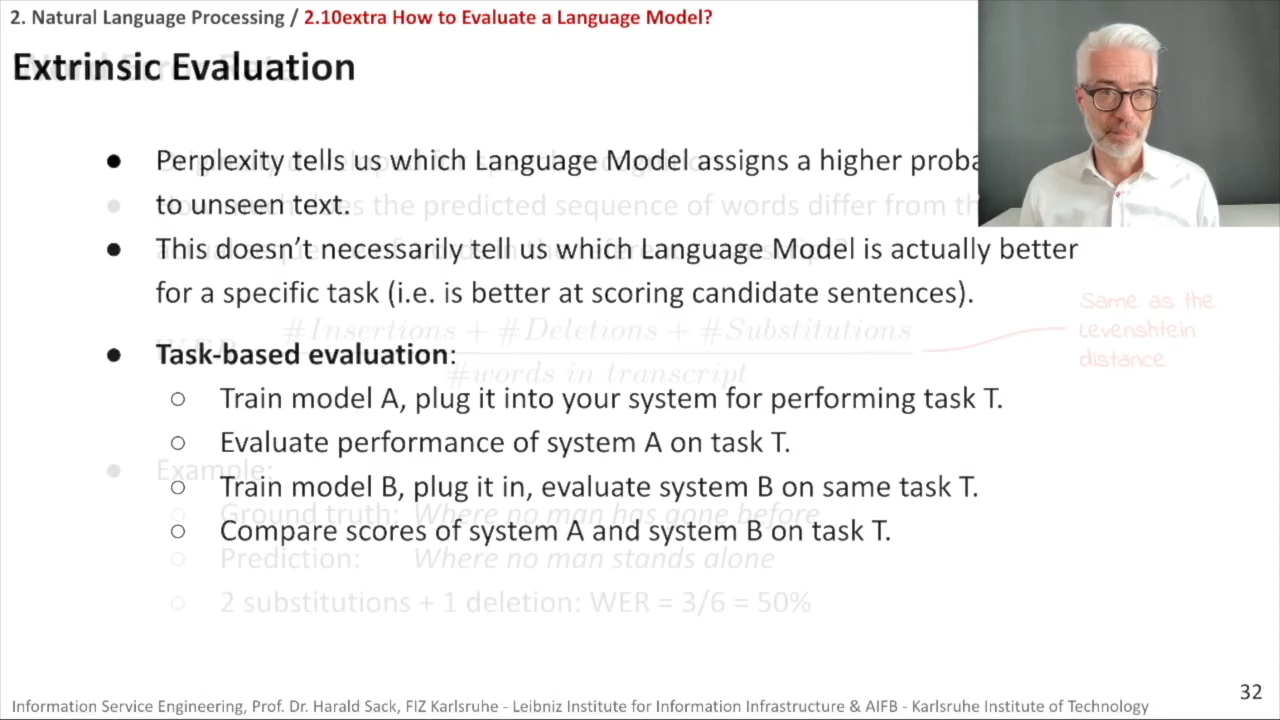 2. Natural Language Processing / 2.10extra How to Evaluate a Language Model?
Extrinsic Evaluation
● Perplexity tells us which Language Model assigns a higher proba
to unseen text.
● This doesn't necessarily tell us which Language Model is actually better
for a specific task (i.e. is better at scoring candidate sentences).
#Insertions + #Deletions + #Substitutions
#words in transcript
Same as the
Levenshtein
distance
● Task-based evaluation:
○ Train model A, plug it into your system for performing task T.
○ Evaluate performance of system A on task T.
● Example:
○ Train model B, plug it in, evaluate system B on same task T.
○ Ground truth: Where no man has gone before
○ Compare scores of system A and system B on task T.
○ Prediction: Where no man stands alone
○ 2 substitutions + 1 deletion: WER = 3/6 = 50%
32
Information Service Engineering, Prof. Dr. Harald Sack, FIZ Karlsruhe - Leibniz Institute for Information Infrastructure & AIFB - Karlsruhe Institute of Technology